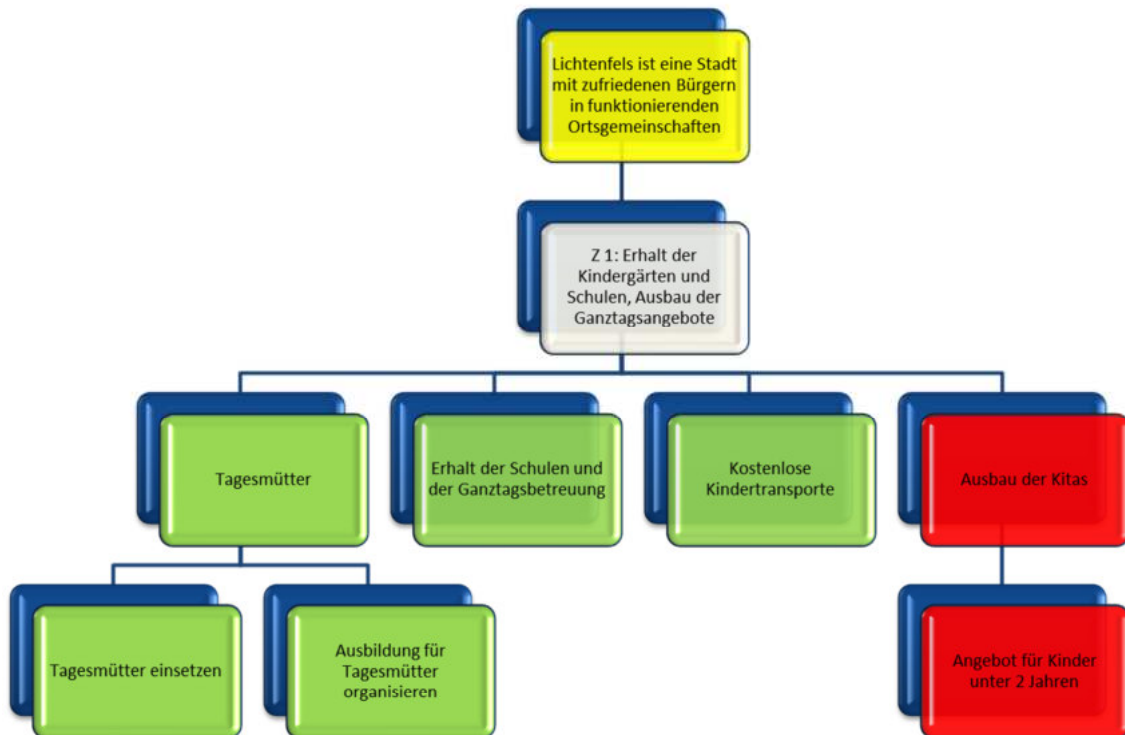 Lichtenfels ist eine Stadt
mit zufriedenen Bürgern
in funktionierenden
Ortsgemeinschaften
Z 1: Erhalt der
Kindergärten und
Schulen, Ausbau der
Ganztagsangebote
Tagesmütter
Erhalt der Schulen und
der Ganztagsbetreuung
Kostenlose
Kindertransporte
Ausbau der Kitas
Tagesmütter einsetzen
Ausbildung für
Tagesmütter
organisieren
Angebot für Kinder
unter 2 Jahren